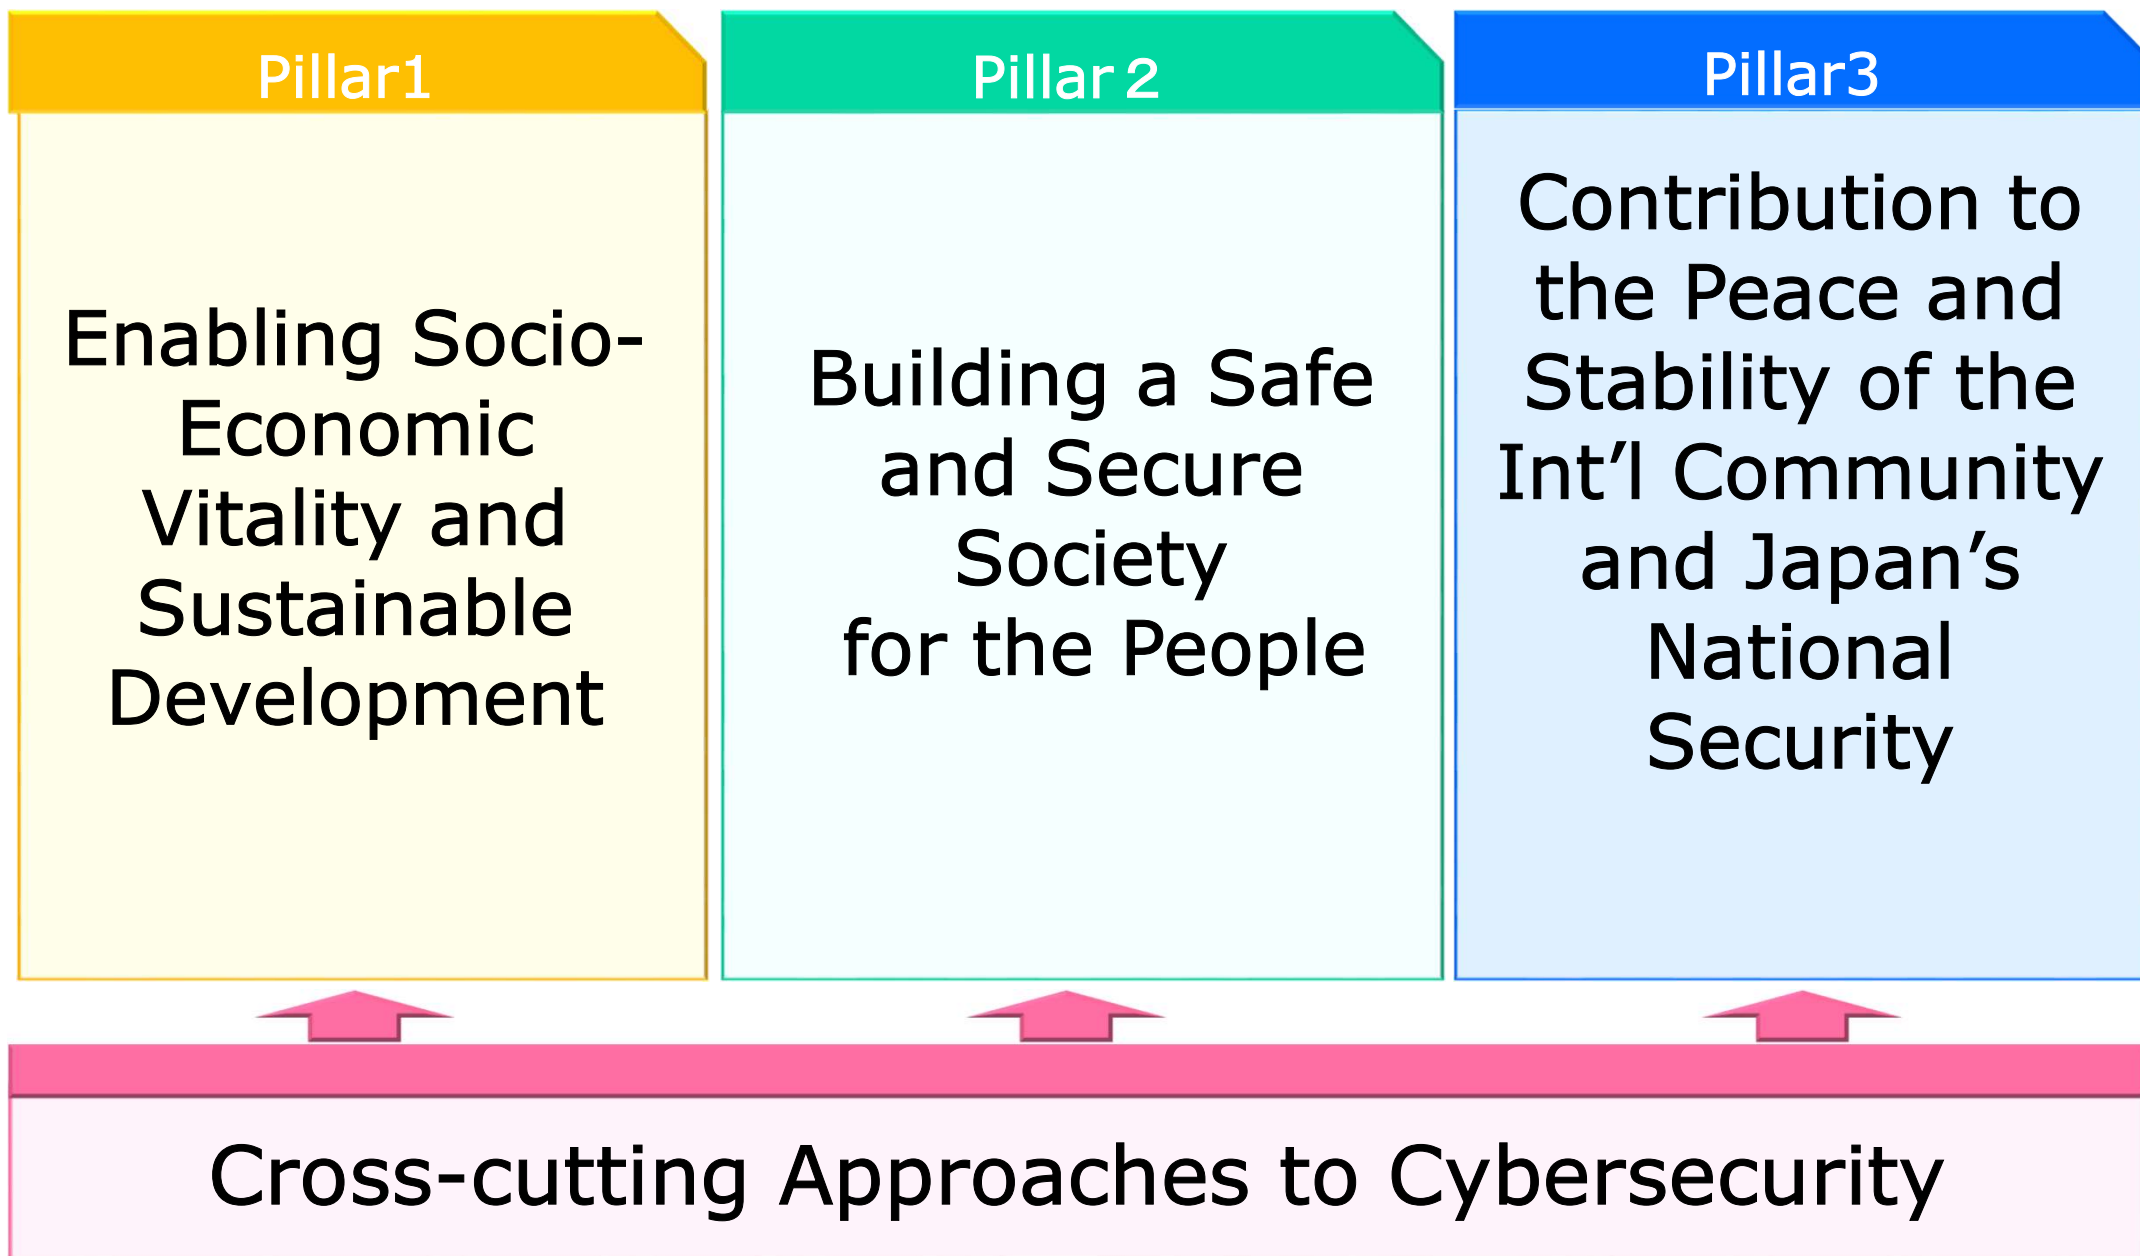 Pillar1
Enabling Socio-
Economic
Vitality and
Sustainable
Development
Pillar 2
Building a Safe
and Secure
Society
for the People
Pillar3
Contribution to
the Peace and
Stability of the
Int’l Community
and Japan’s
National
Security
Cross-cutting Approaches to Cybersecurity